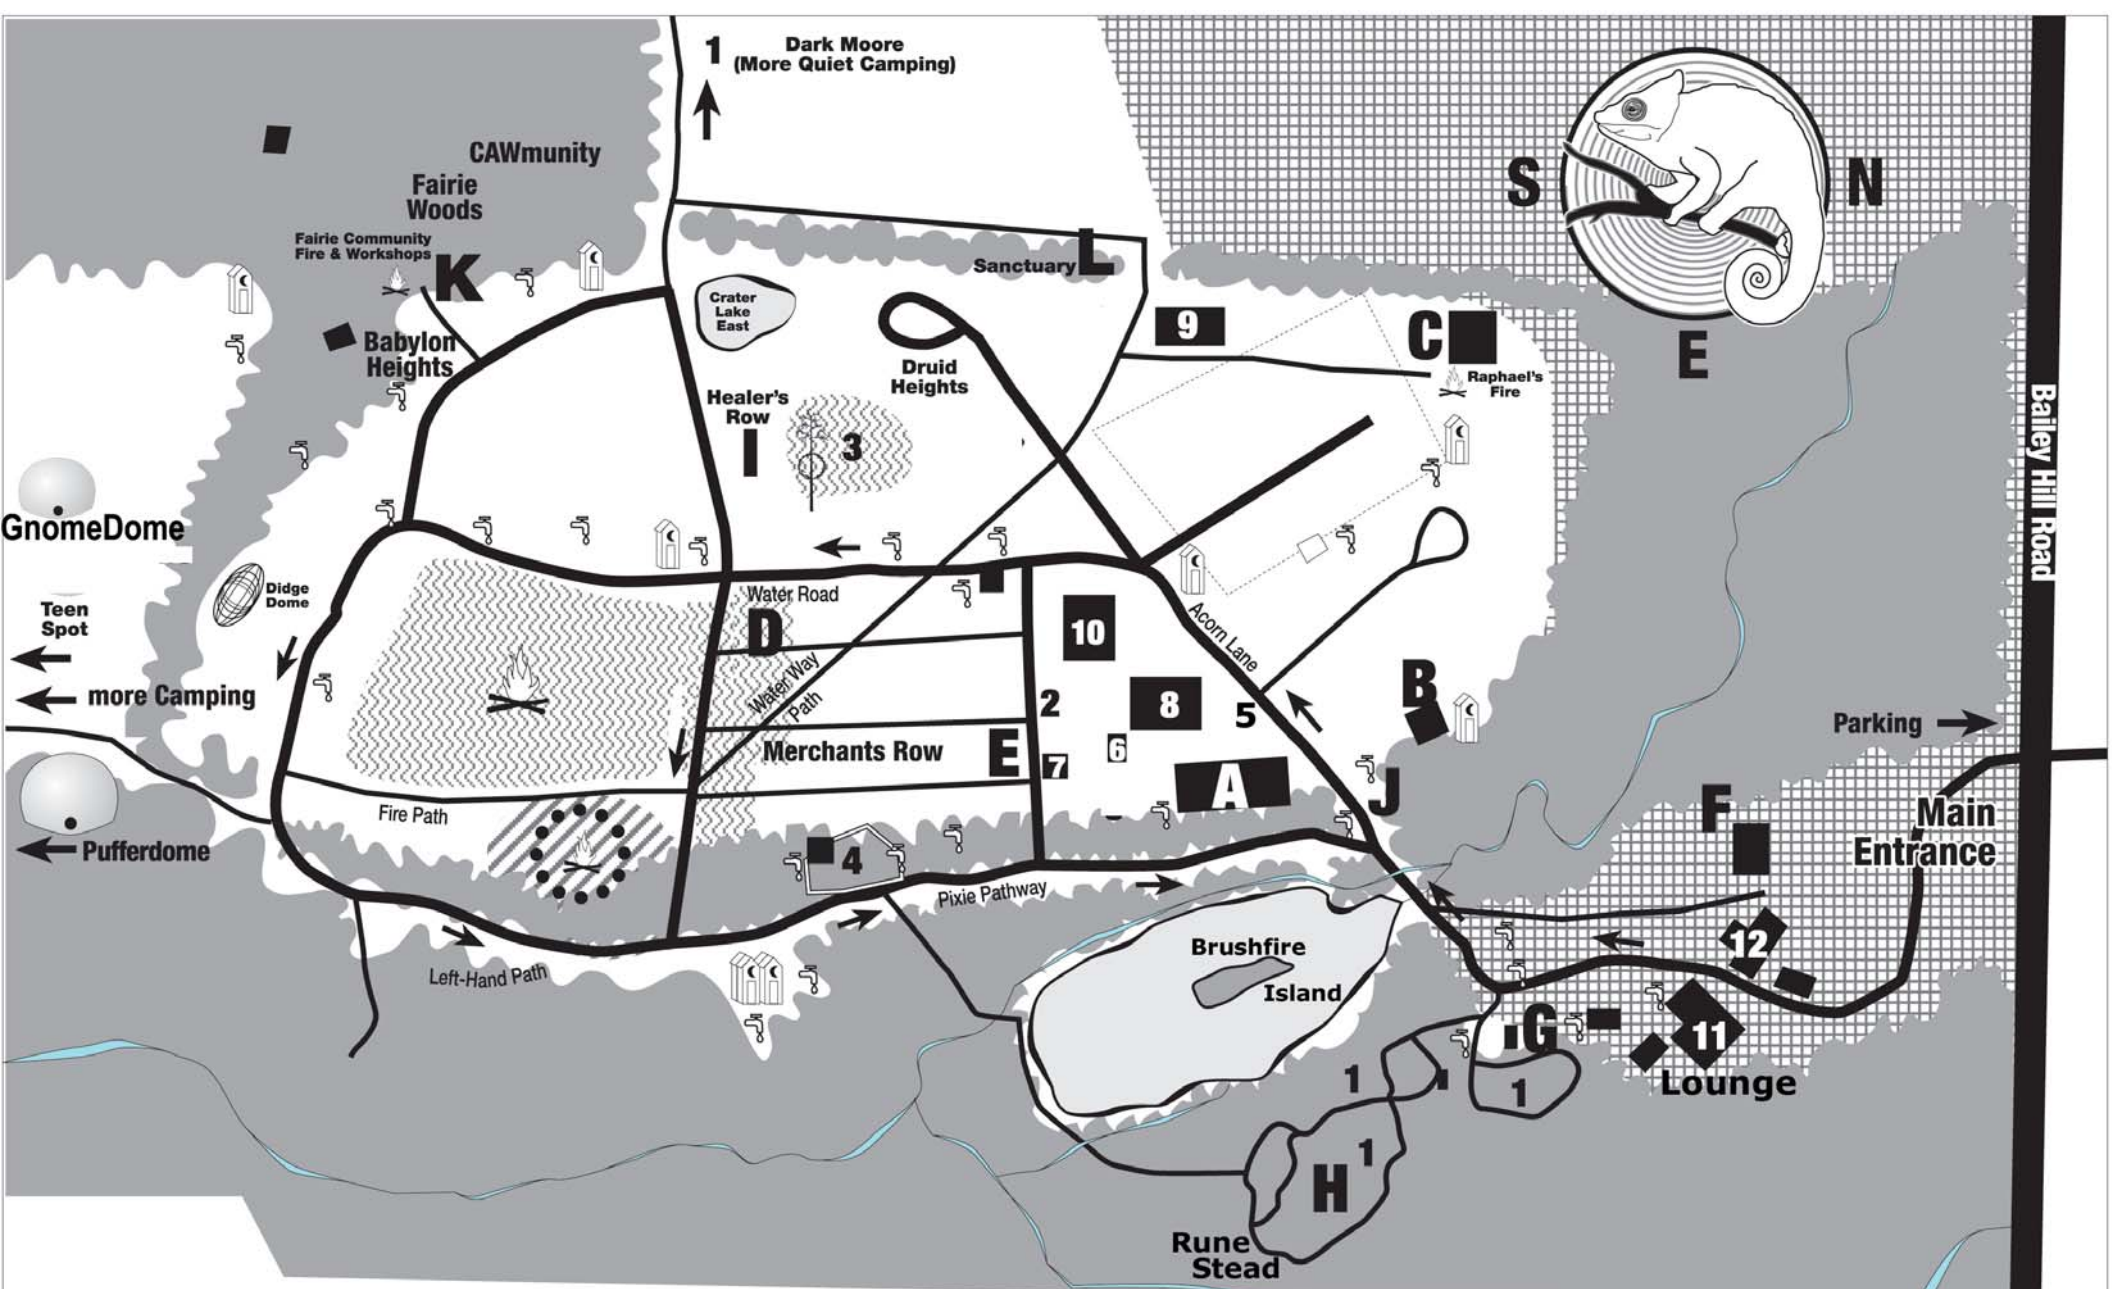 1
Dark Moore
(More Quiet Camping)
CAWmunity
Fairie
Woods
Fairie Community
Fire & Workshops
K
Babylon
Heights
Sanctuary
L
Crater
Lake
East
Druid
Heights
Healer's
Row
I
3
9
C
Raphael's
Fire
S
N
E
Bailey Hill Road
GnomeDome
Didge
Dome
Teen
Spot
more Camping
Pufferdome
Water Road
D
Water Way
Path
Merchants Row
E
10
2
8
5
6
7
A
Acorn Lane
B
J
Parking
F
Main
Entrance
Fire Path
4
Pixie Pathway
Left-Hand Path
Brushfire
Island
12
G
11
Lounge
1
1
1
H
Rune
Stead